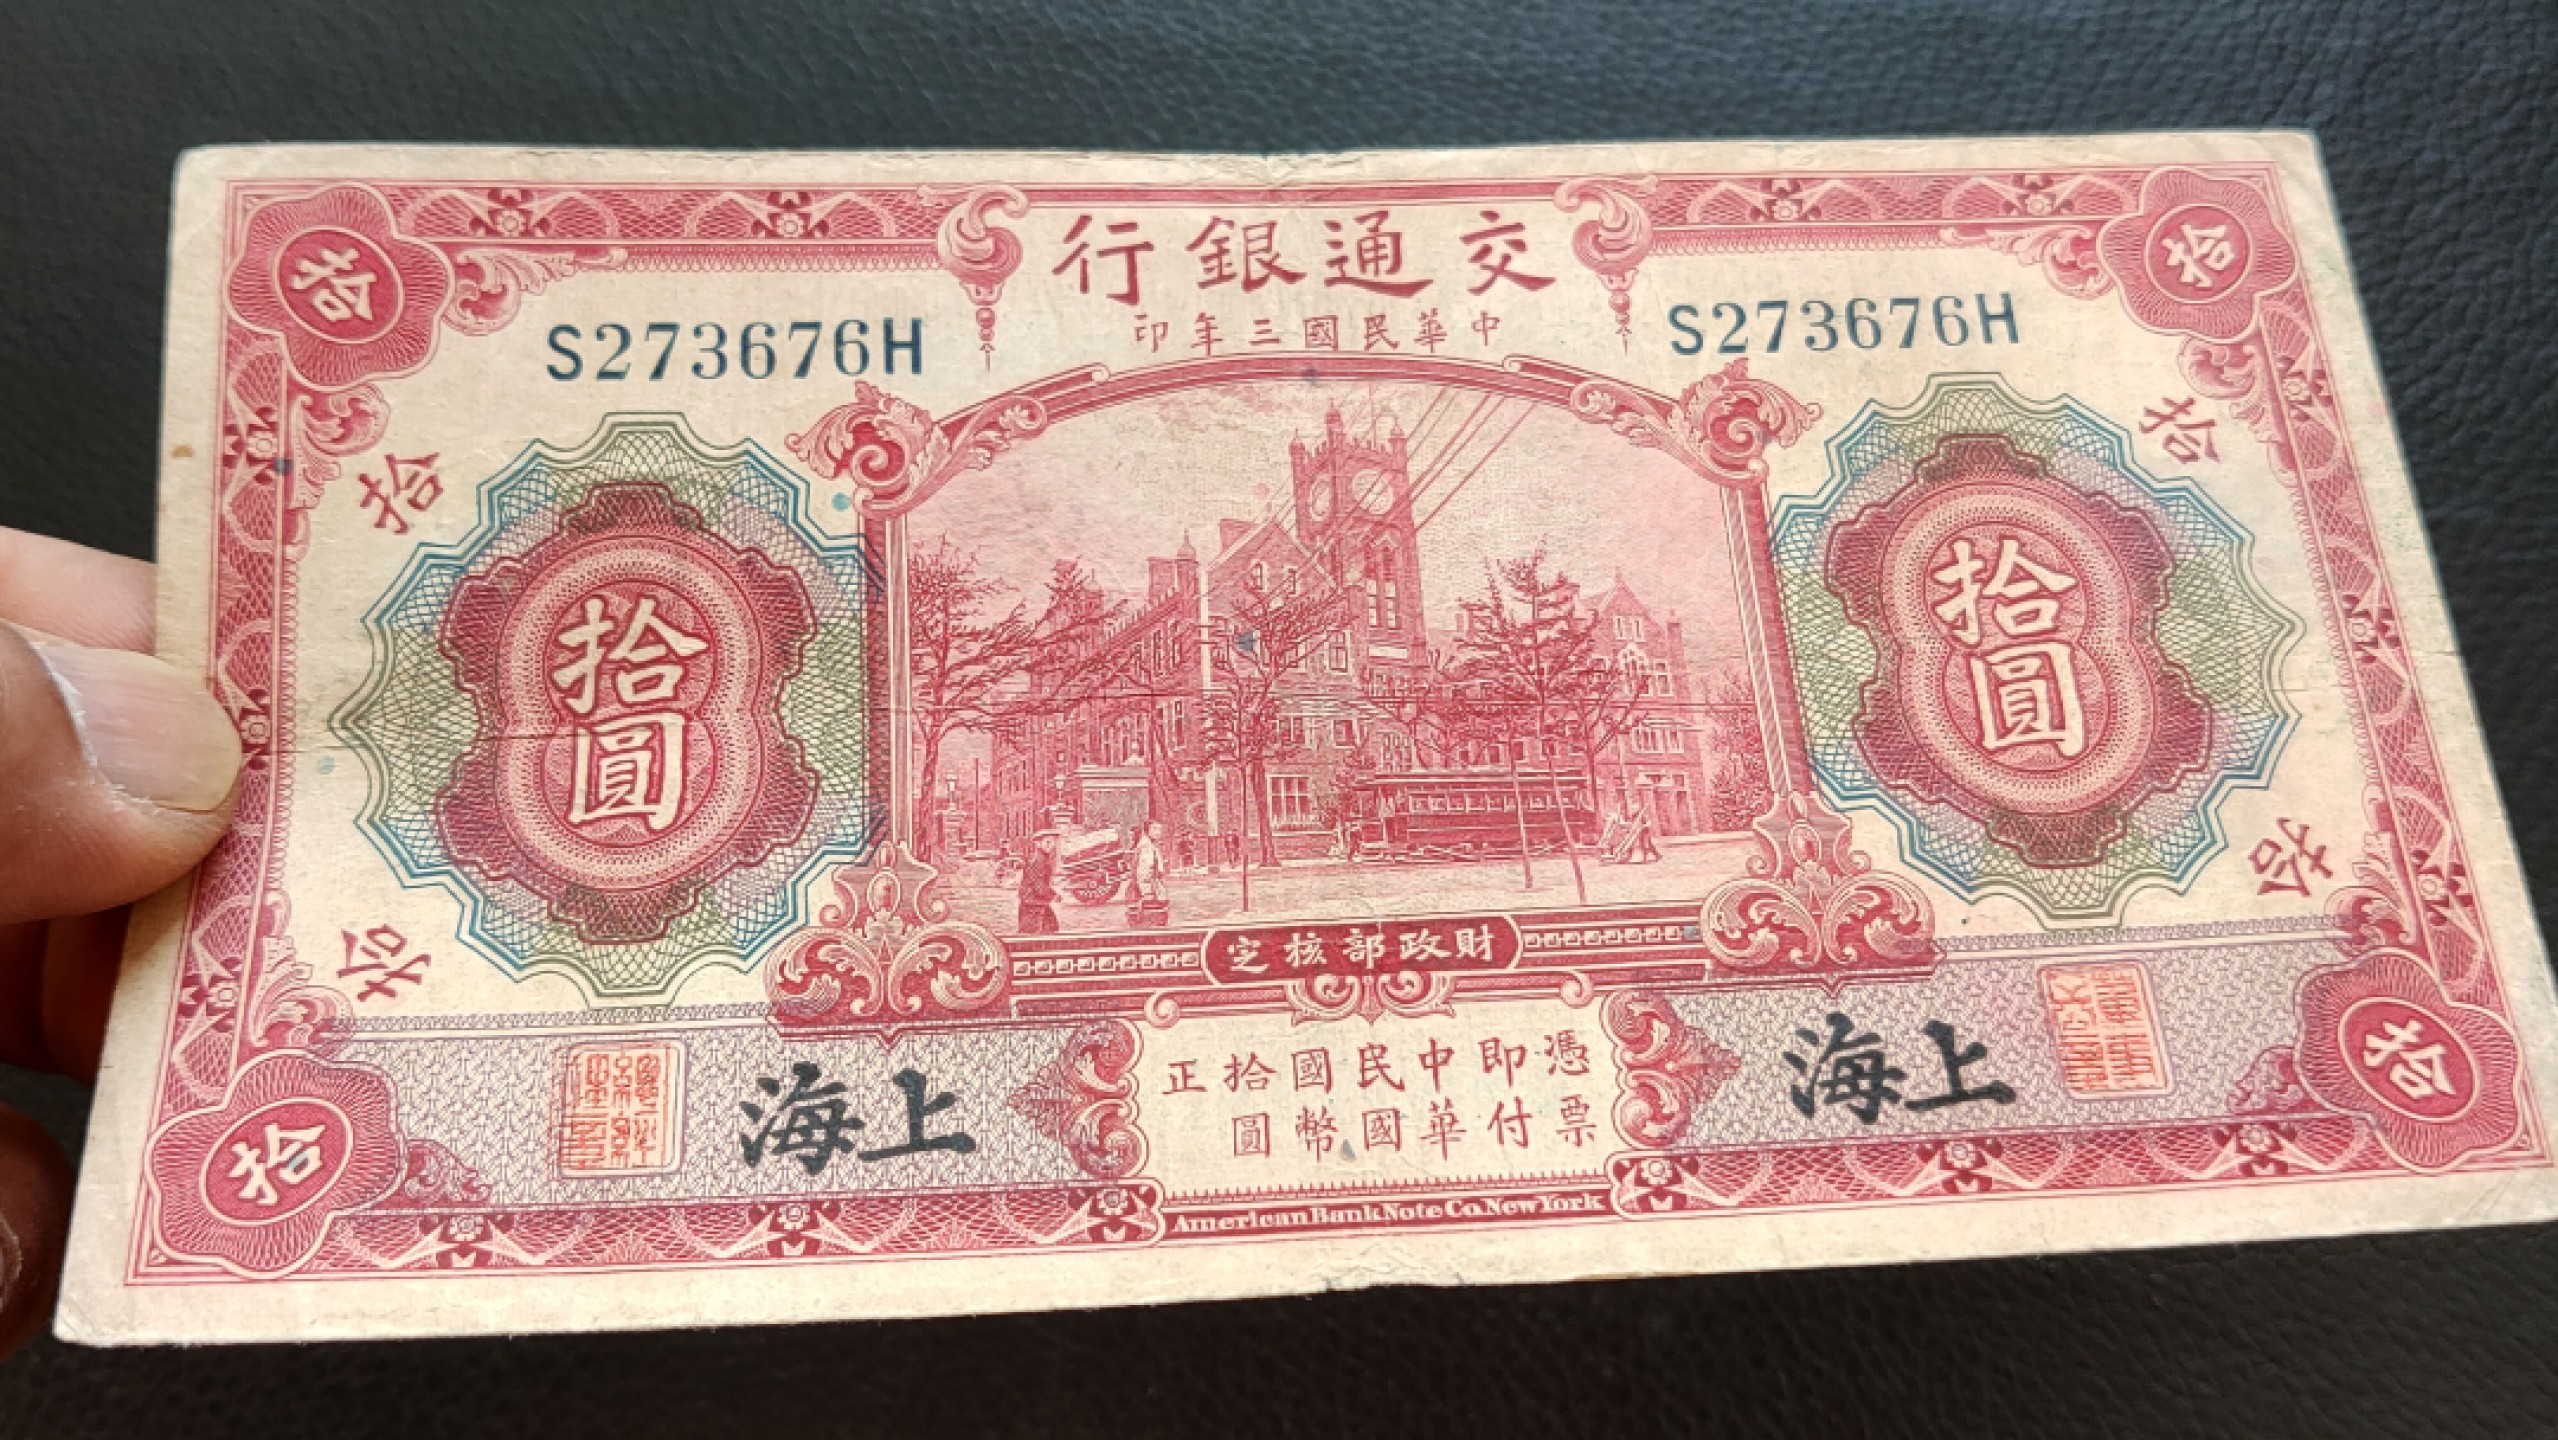 交通銀行
中華民國三年印
S273676H
S273676H
拾
拾
拾
拾
拾圓
拾圓
拾
拾
財政部核定
憑票即付中華民國國幣拾圓正
上海
上海
拾
拾
American Bank Note Co. New York